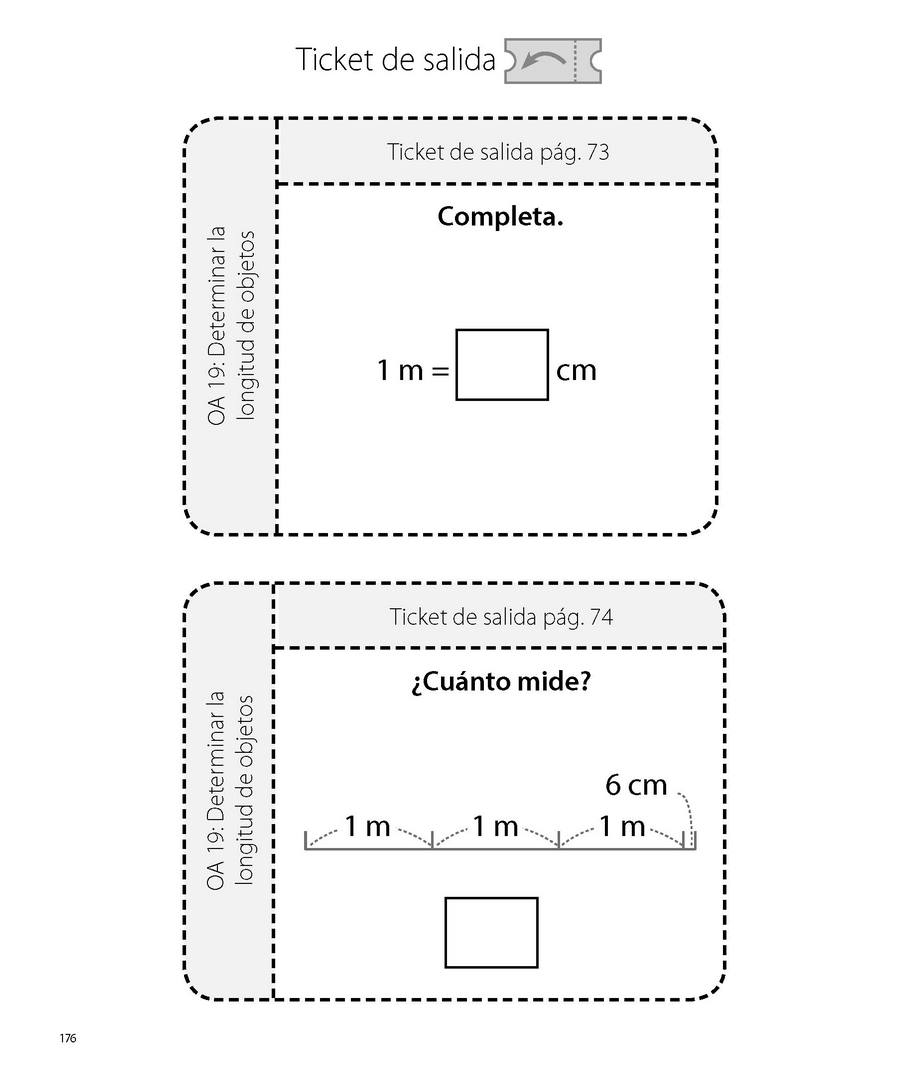 Ticket de salida
Ticket de salida pág. 73
OA 19: Determinar la
longitud de objetos
Completa.
1 m = cm
Ticket de salida pág. 74
OA 19: Determinar la
longitud de objetos
¿Cuánto mide?
6 cm
1 m 1 m 1 m
176